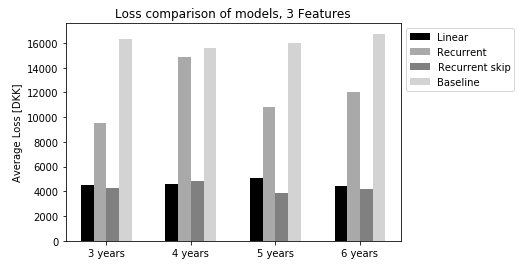 Loss comparison of models, 3 Features
Average Loss [DKK]
16000
14000
12000
10000
8000
6000
4000
2000
0
3 years
4 years
5 years
6 years
Linear
Recurrent
Recurrent skip
Baseline